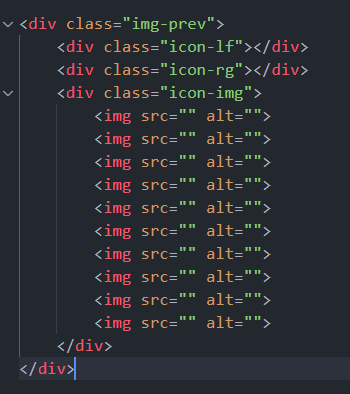 <div class="img-prev">
    <div class="icon-lf"></div>
    <div class="icon-rg"></div>
    <div class="icon-img">
        <img src="" alt="">
        <img src="" alt="">
        <img src="" alt="">
        <img src="" alt="">
        <img src="" alt="">
        <img src="" alt="">
        <img src="" alt="">
        <img src="" alt="">
        <img src="" alt="">
        <img src="" alt="">
    </div>
</div>